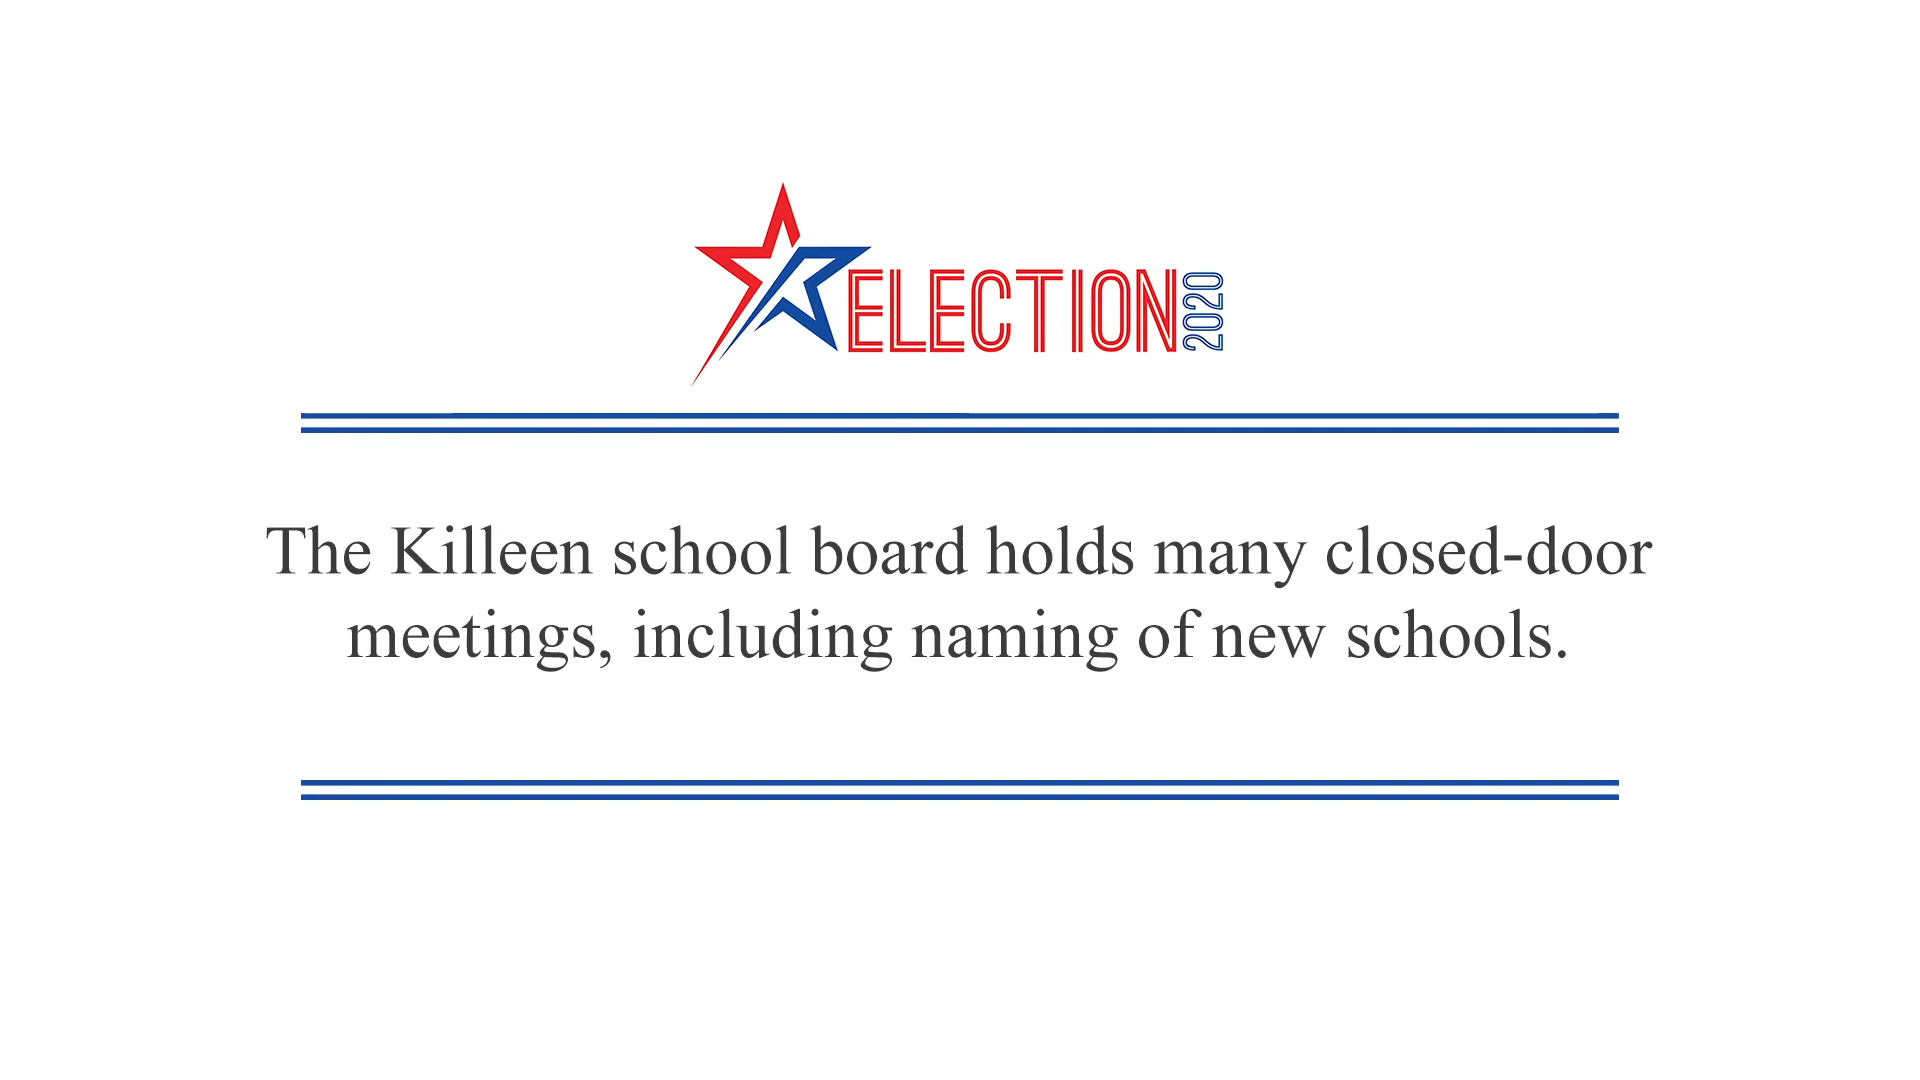 ELECTION 2020
The Killeen school board holds many closed-door
meetings, including naming of new schools.